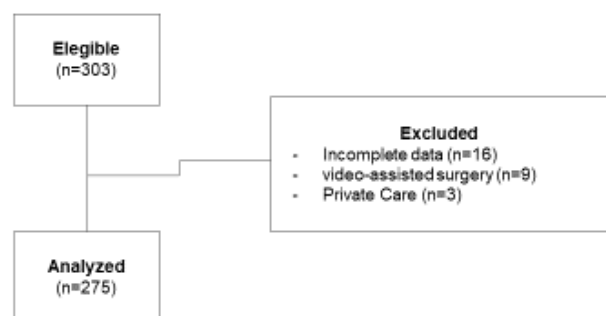 Elegible
(n=303)
Excluded
- Incomplete data (n=16)
- video-assisted surgery (n=9)
- Private Care (n=3)
Analyzed
(n=275)